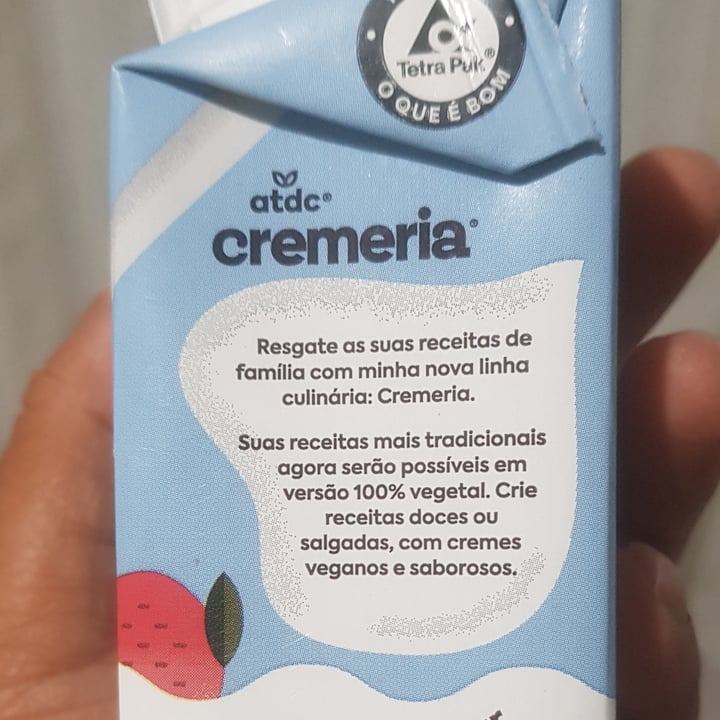 Tetra Pak®
O QUE É BOM
atdc®
cremeria®
Resgate as suas receitas de
família com minha nova linha
culinária: Cremeria.
Suas receitas mais tradicionais
agora serão possíveis em
versão 100% vegetal. Crie
receitas doces ou
salgadas, com cremes
veganos e saborosos.